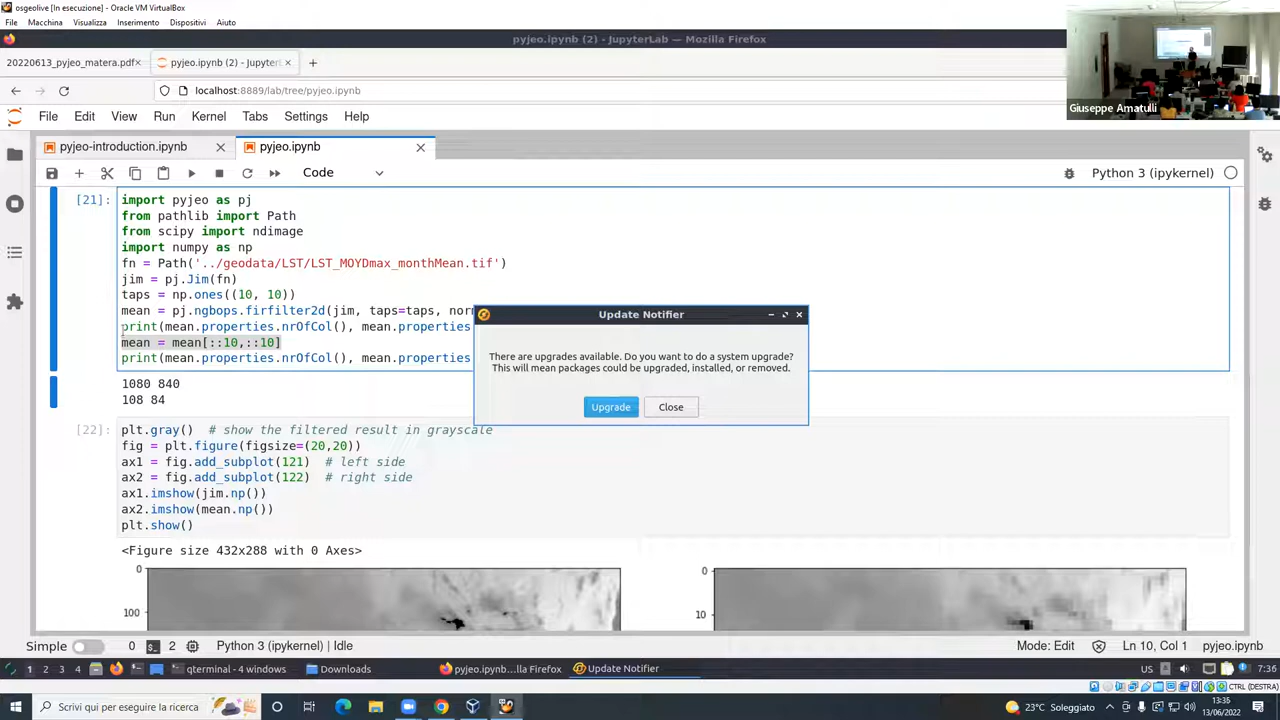 osgeolive [In esecuzione] - Oracle VM VirtualBox
File Macchina Visualizza Inserimento Dispositivi Aiuto
pyjeo.ipynb (2) - JupyterLab — Mozilla Firefox
20220613_pyjeo_matera.pdf
pyjeo.ipynb (2) - JupyterL
localhost:8889/lab/tree/pyjeo.ipynb
Giuseppe Amatulli
File Edit View Run Kernel Tabs Settings Help
pyjeo-introduction.ipynb
pyjeo.ipynb
Code
Python 3 (ipykernel)
[21]:
import pyjeo as pj
from pathlib import Path
from scipy import ndimage
import numpy as np
fn = Path('../geodata/LST/LST_MOYDmax_monthMean.tif')
jim = pj.Jim(fn)
taps = np.ones((10, 10))
mean = pj.ngbops.firfilter2d(jim, taps=taps, nor
print(mean.properties.nrOfCol(), mean.properties
mean = mean[::10,::10]
print(mean.properties.nrOfCol(), mean.properties
Update Notifier
There are upgrades available. Do you want to do a system upgrade?
This will mean packages could be upgraded, installed, or removed.
Upgrade Close
1080 840
108 84
[22]:
plt.gray() # show the filtered result in grayscale
fig = plt.figure(figsize=(20,20))
ax1 = fig.add_subplot(121) # left side
ax2 = fig.add_subplot(122) # right side
ax1.imshow(jim.np())
ax2.imshow(mean.np())
plt.show()
<Figure size 432x288 with 0 Axes>
0
100
0
10
Simple 0 2 Python 3 (ipykernel) | Idle Mode: Edit Ln 10, Col 1 pyjeo.ipynb
1 2 3 4 qterminal - 4 windows Downloads pyjeo.ipynb...lla Firefox Update Notifier US 7:36
CTRL (DESTRA)
Scrivi qui per eseguire la ricerca
23°C Soleggiato
13:35
13/06/2022